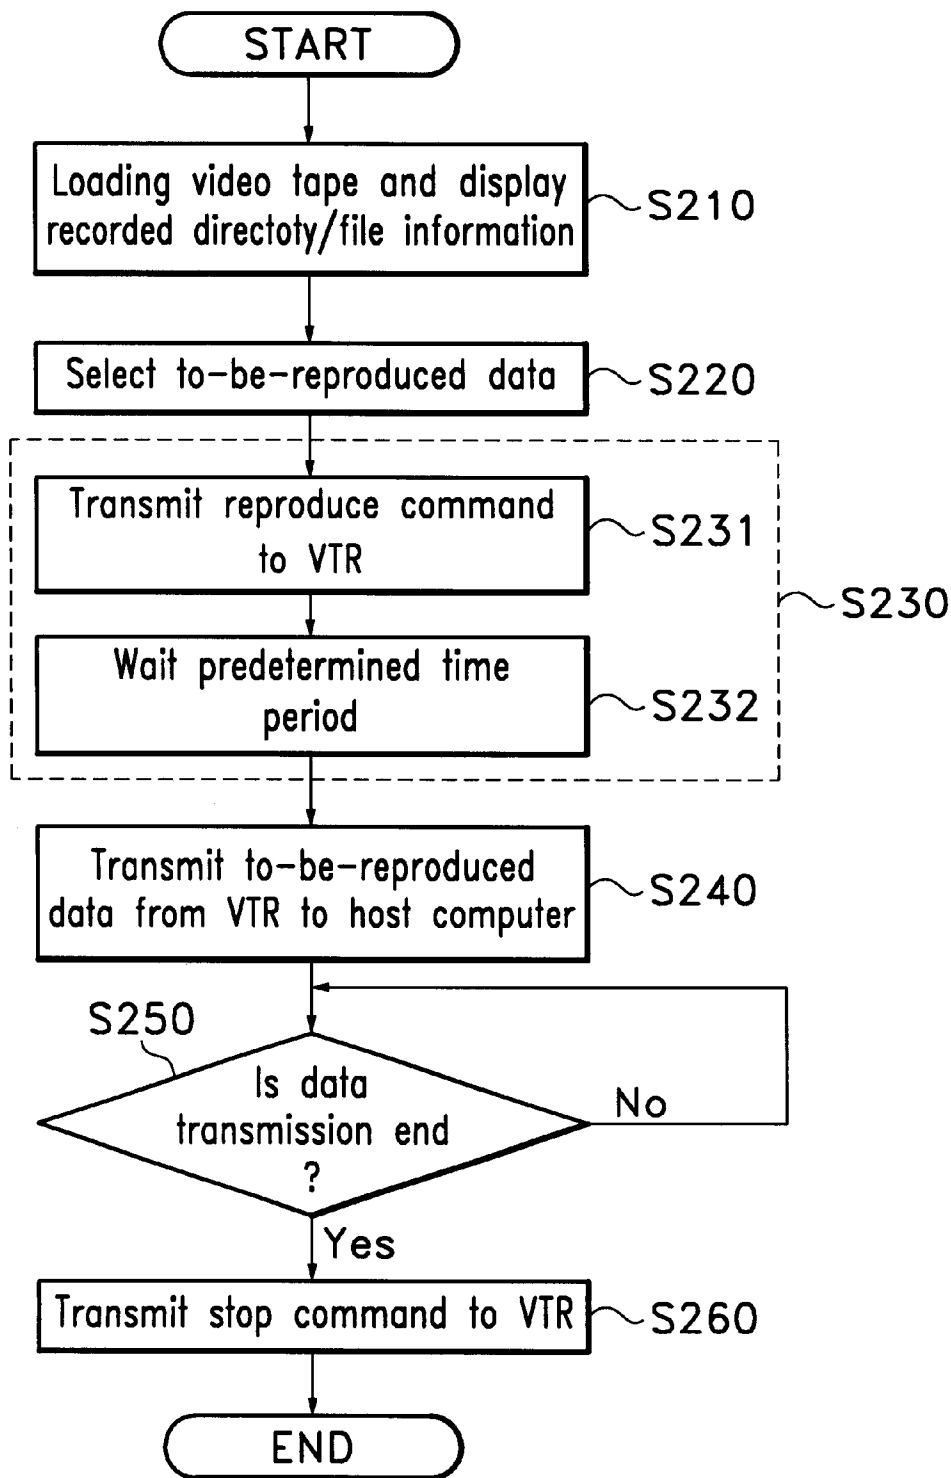 START
Loading video tape and display
recorded directoty/file information
S210
Select to-be-reproduced data
S220
Transmit reproduce command
to VTR
S231
S230
Wait predetermined time
period
S232
Transmit to-be-reproduced
data from VTR to host computer
S240
S250
Is data
transmission end
?
No
Yes
Transmit stop command to VTR
S260
END